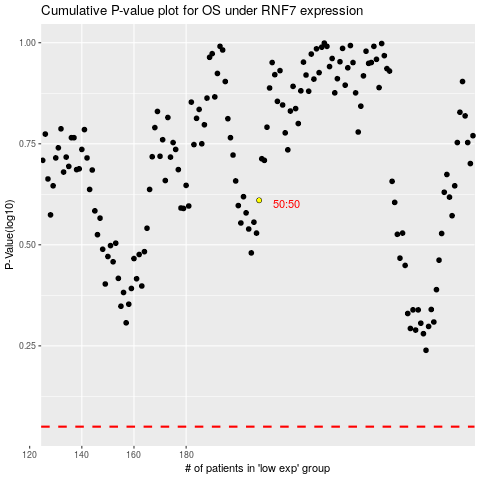 Cumulative P-value plot for OS under RNF7 expression
P-Value(log10)
1.00
0.75
0.50
0.25
50:50
120 140 160 180
# of patients in 'low exp' group